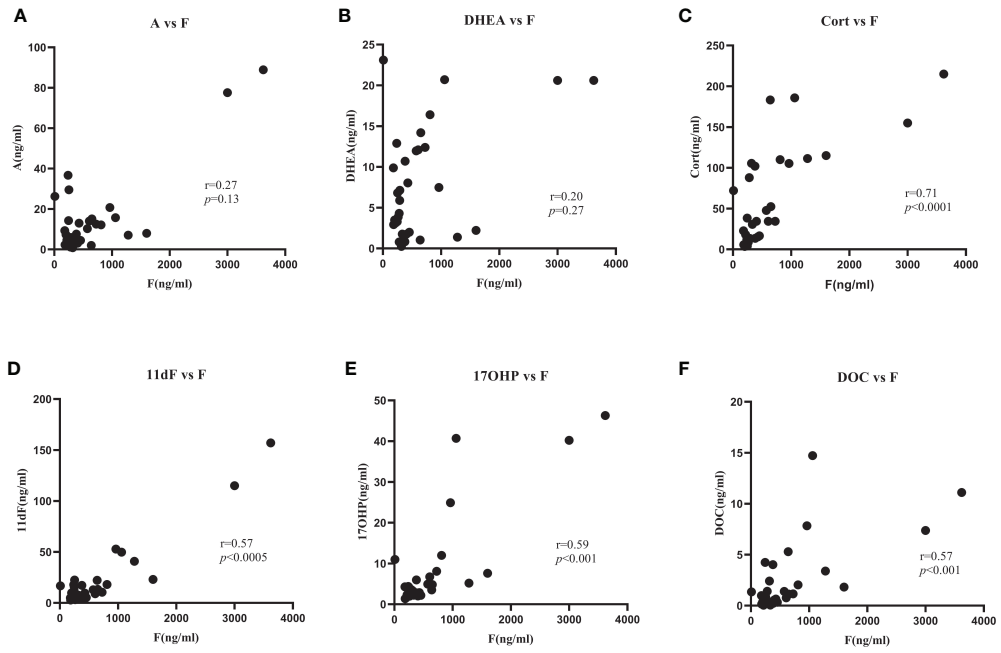 A
A vs F
100
80
60
40
20
0
A(ng/ml)
0 1000 2000 3000 4000
F(ng/ml)
r=0.27
p=0.13
B
DHEA vs F
25
20
15
10
5
0
DHEA(ng/ml)
0 1000 2000 3000 4000
F(ng/ml)
r=0.20
p=0.27
C
Cort vs F
250
200
150
100
50
0
Cort(ng/ml)
0 1000 2000 3000 4000
F(ng/ml)
r=0.71
p<0.0001
D
11dF vs F
200
150
100
50
0
11dF(ng/ml)
0 1000 2000 3000 4000
F(ng/ml)
r=0.57
p<0.0005
E
17OHP vs F
50
40
30
20
10
0
17OHP(ng/ml)
0 1000 2000 3000 4000
F(ng/ml)
r=0.59
p<0.001
F
DOC vs F
20
15
10
5
0
DOC(ng/ml)
0 1000 2000 3000 4000
F(ng/ml)
r=0.57
p<0.001